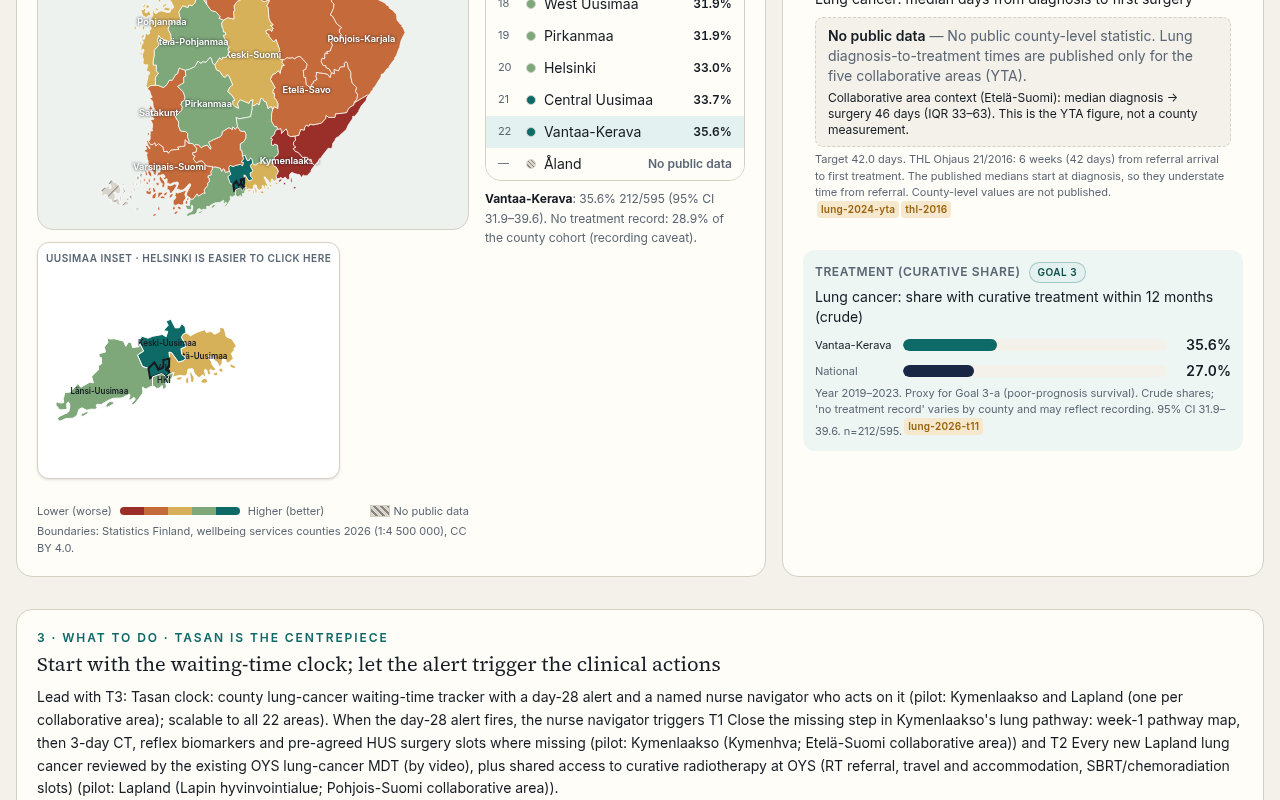 Pohjanmaa
Etelä-Pohjanmaa
Keski-Suomi
Pohjois-Karjala
Etelä-Savo
Pirkanmaa
Satakunt
Kymenlaaks
Varsinais-Suomi
18 West Uusimaa 31.9%
19 Pirkanmaa 31.9%
20 Helsinki 33.0%
21 Central Uusimaa 33.7%
22 Vantaa-Kerava 35.6%
— Åland No public data
Vantaa-Kerava: 35.6% 212/595 (95% CI
31.9–39.6). No treatment record: 28.9% of
the county cohort (recording caveat).
UUSIMAA INSET · HELSINKI IS EASIER TO CLICK HERE
Keski-Uusimaa
tä-Uusimaa
HKI
Länsi-Uusimaa
Lower (worse) Higher (better) No public data
Boundaries: Statistics Finland, wellbeing services counties 2026 (1:4 500 000), CC
BY 4.0.
Lung cancer: median days from diagnosis to first surgery
No public data — No public county-level statistic. Lung
diagnosis-to-treatment times are published only for the
five collaborative areas (YTA).
Collaborative area context (Etelä-Suomi): median diagnosis →
surgery 46 days (IQR 33–63). This is the YTA figure, not a county
measurement.
Target 42.0 days. THL Ohjaus 21/2016: 6 weeks (42 days) from referral arrival
to first treatment. The published medians start at diagnosis, so they understate
time from referral. County-level values are not published.
lung-2024-yta thl-2016
TREATMENT (CURATIVE SHARE) GOAL 3
Lung cancer: share with curative treatment within 12 months
(crude)
Vantaa-Kerava 35.6%
National 27.0%
Year 2019–2023. Proxy for Goal 3-a (poor-prognosis survival). Crude shares;
'no treatment record' varies by county and may reflect recording. 95% CI 31.9–
39.6. n=212/595. lung-2026-t11
3 · WHAT TO DO · TASAN IS THE CENTREPIECE
Start with the waiting-time clock; let the alert trigger the clinical actions
Lead with T3: Tasan clock: county lung-cancer waiting-time tracker with a day-28 alert and a named nurse navigator who acts on it (pilot: Kymenlaakso and Lapland (one per
collaborative area); scalable to all 22 areas). When the day-28 alert fires, the nurse navigator triggers T1 Close the missing step in Kymenlaakso's lung pathway: week-1 pathway map,
then 3-day CT, reflex biomarkers and pre-agreed HUS surgery slots where missing (pilot: Kymenlaakso (Kymenhva; Etelä-Suomi collaborative area)) and T2 Every new Lapland lung
cancer reviewed by the existing OYS lung-cancer MDT (by video), plus shared access to curative radiotherapy at OYS (RT referral, travel and accommodation, SBRT/chemoradiation
slots) (pilot: Lapland (Lapin hyvinvointialue; Pohjois-Suomi collaborative area)).